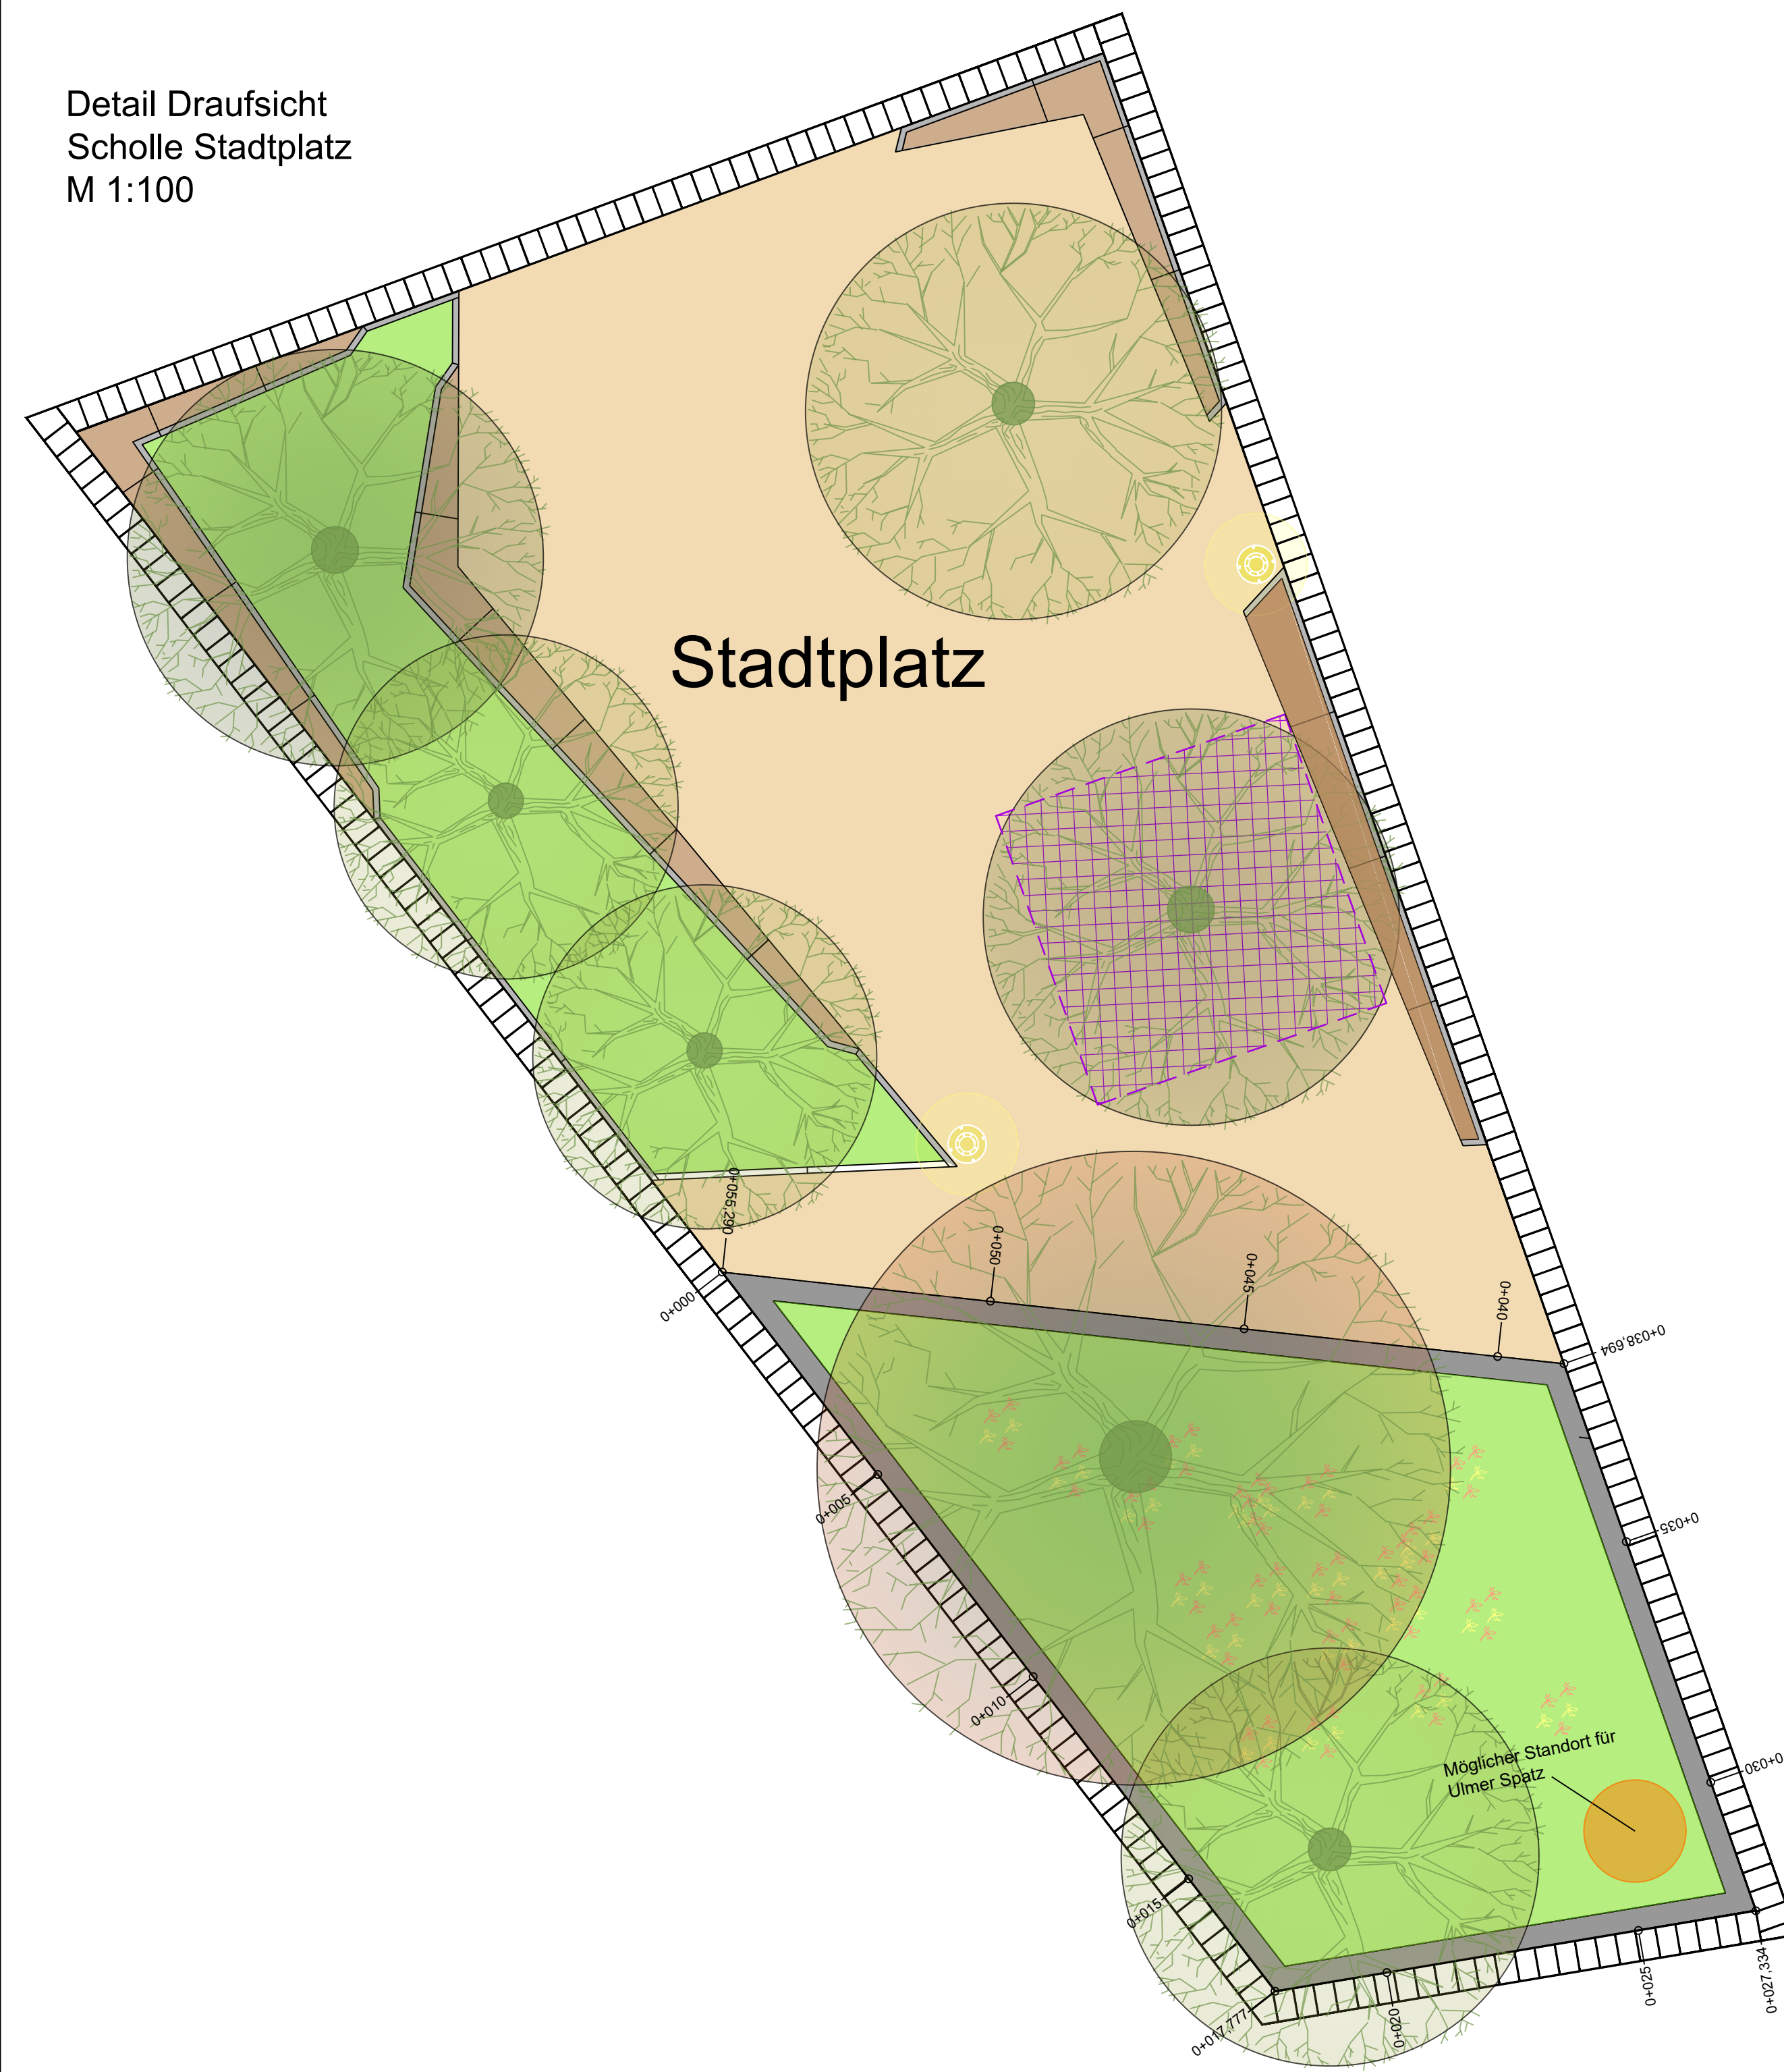 Detail Draufsicht
Scholle Stadtplatz
M 1:100
Stadtplatz
0+055,290
0+050
0+045
0+040
0+000
0+038,694
0+005
0+035
0+010
Möglicher Standort für
Ulmer Spatz
0+030
0+015
0+025
0+027,334
0+020
0+017,777